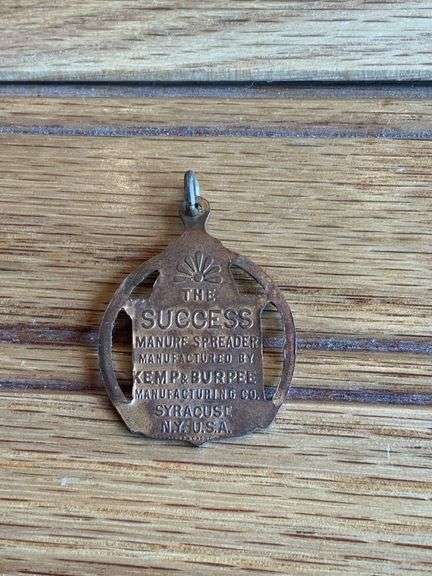 THE
SUCCESS
MANURE SPREADER
MANUFACTURED BY
KEMP & BURPEE
MANUFACTURING CO.
SYRACUSE
N.Y. U.S.A.